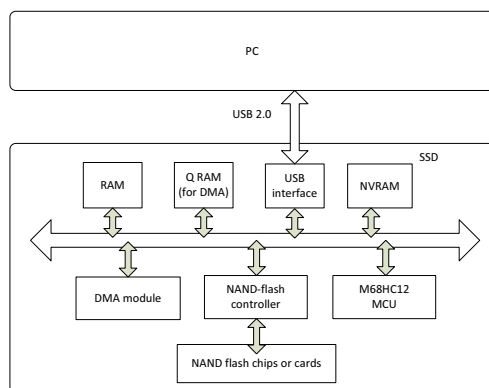 PC
USB 2.0
SSD
RAM
Q RAM
(for DMA)
USB
interface
NVRAM
DMA module
NAND-flash
controller
M68HC12
MCU
NAND flash chips or cards